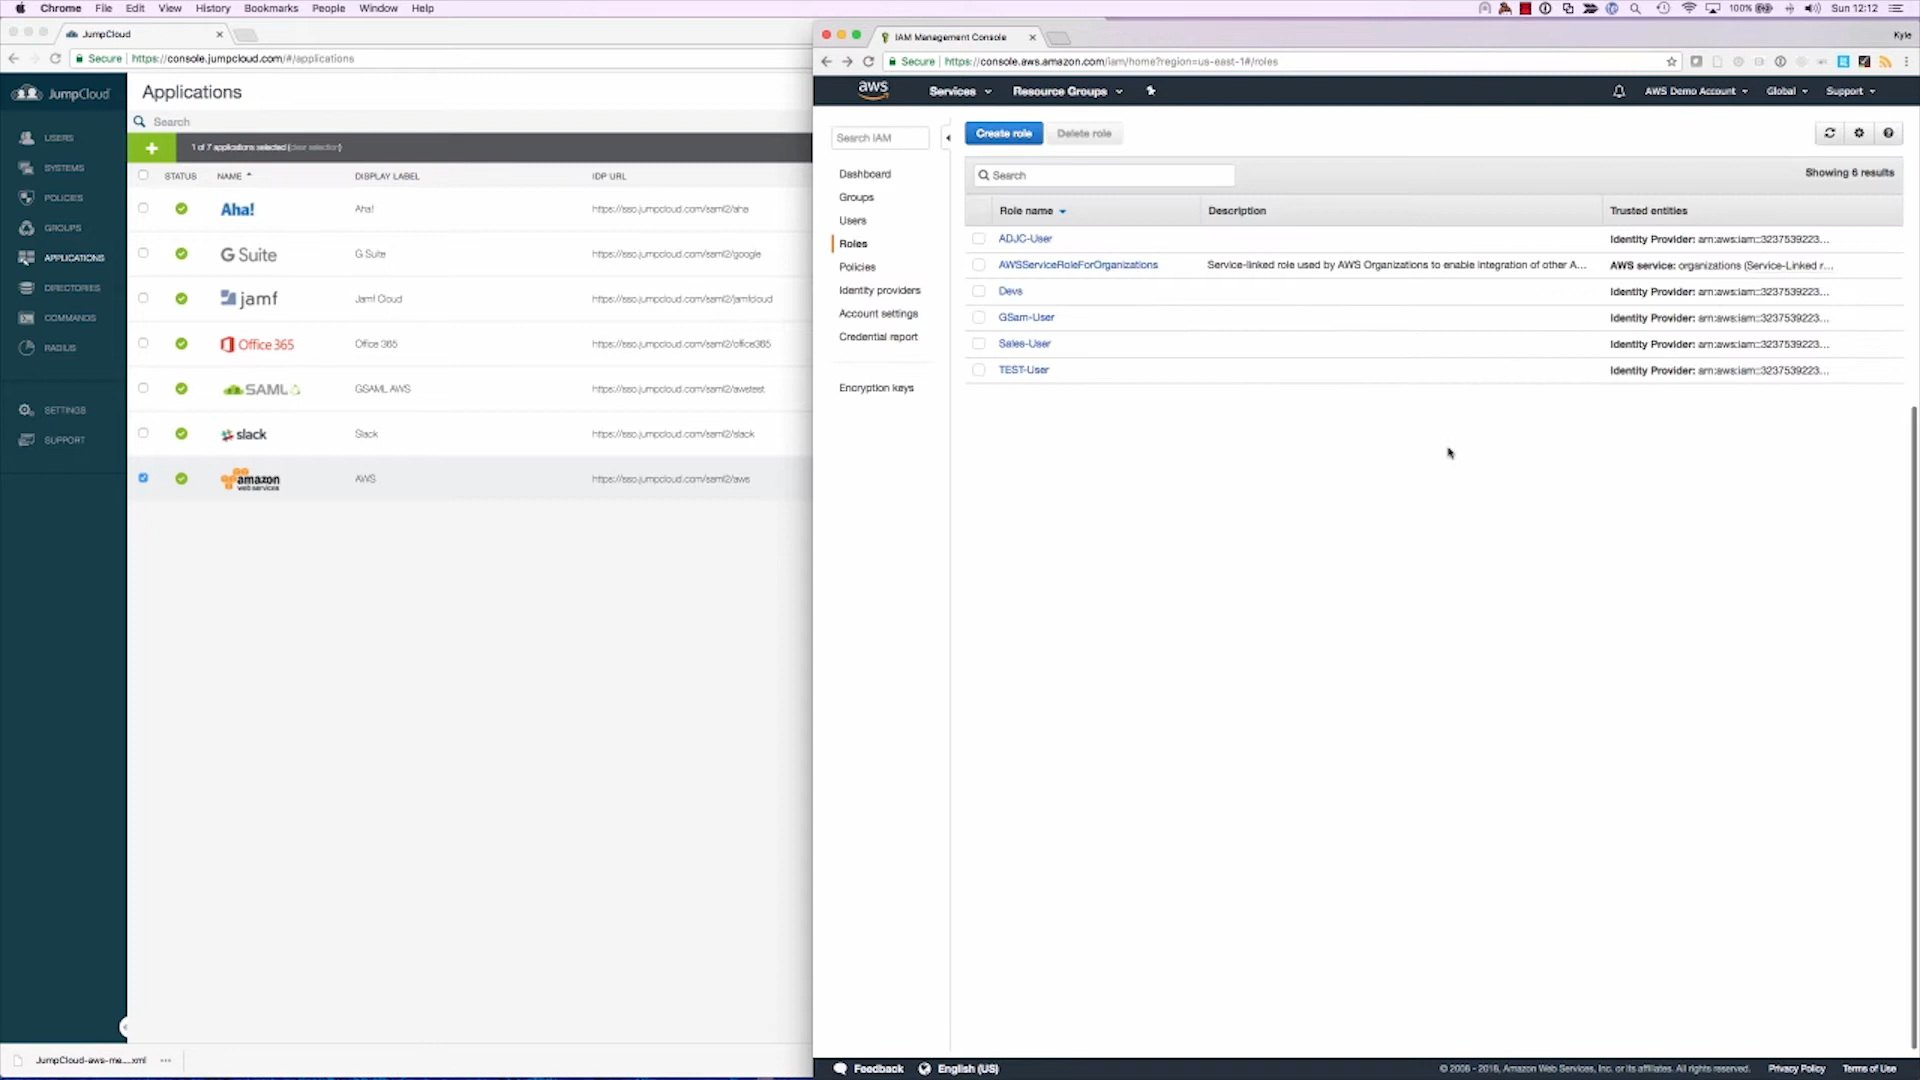 Chrome File Edit View History Bookmarks People Window Help
100% Sun 12:12
JumpCloud
Secure https://console.jumpcloud.com/#/applications
JumpCloud
USERS
SYSTEMS
POLICIES
GROUPS
APPLICATIONS
DIRECTORIES
COMMANDS
RADIUS
SETTINGS
SUPPORT
Applications
Search
1 of 7 applications selected (clear selection)
STATUS NAME DISPLAY LABEL IDP URL
Aha! Aha! https://sso.jumpcloud.com/saml2/aha
G Suite G Suite https://sso.jumpcloud.com/saml2/google
jamf Jamf Cloud https://sso.jumpcloud.com/saml2/jamfcloud
Office 365 Office 365 https://sso.jumpcloud.com/saml2/office365
SAML GSAML AWS https://sso.jumpcloud.com/saml2/awstest
slack Slack https://sso.jumpcloud.com/saml2/slack
amazon web services AWS https://sso.jumpcloud.com/saml2/aws
JumpCloud-aws-me....xml
IAM Management Console
Kyle
Secure https://console.aws.amazon.com/iam/home?region=us-east-1#/roles
aws Services Resource Groups AWS Demo Account Global Support
Search IAM
Dashboard
Groups
Users
Roles
Policies
Identity providers
Account settings
Credential report
Encryption keys
Create role Delete role
Search
Showing 6 results
Role name Description Trusted entities
ADJC-User Identity Provider: arn:aws:iam::3237539223...
AWSServiceRoleForOrganizations Service-linked role used by AWS Organizations to enable integration of other A... AWS service: organizations (Service-Linked r...
Devs Identity Provider: arn:aws:iam::3237539223...
GSam-User Identity Provider: arn:aws:iam::3237539223...
Sales-User Identity Provider: arn:aws:iam::3237539223...
TEST-User Identity Provider: arn:aws:iam::3237539223...
Feedback English (US)
© 2008 - 2018, Amazon Web Services, Inc. or its affiliates. All rights reserved. Privacy Policy Terms of Use